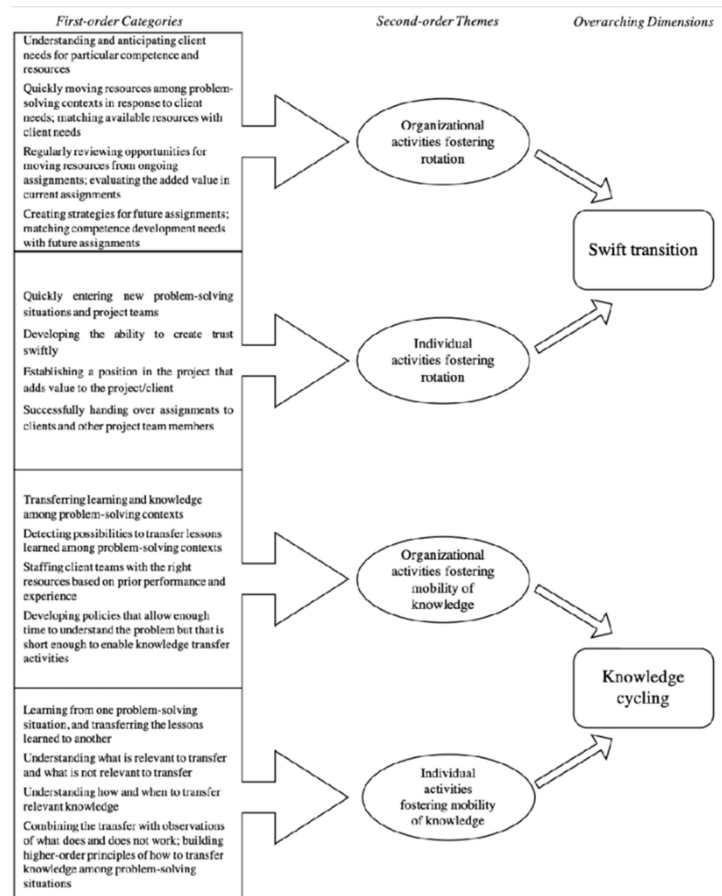 First-order Categories
Second-order Themes
Overarching Dimensions
Understanding and anticipating client
needs for particular competence and
resources
Quickly moving resources among problem-
solving contexts in response to client
needs; matching available resources with
client needs
Regularly reviewing opportunities for
moving resources from ongoing
assignments; evaluating the added value in
current assignments
Creating strategies for future assignments;
matching competence development needs
with future assignments
Organizational
activities fostering
rotation
Swift transition
Quickly entering new problem-solving
situations and project teams
Developing the ability to create trust
swiftly
Establishing a position in the project that
adds value to the project/client
Successfully handing over assignments to
clients and other project team members
Individual
activities fostering
rotation
Transferring learning and knowledge
among problem-solving contexts
Detecting possibilities to transfer lessons
learned among problem-solving contexts
Staffing client teams with the right
resources based on prior performance and
experience
Developing policies that allow enough
time to understand the problem but that is
short enough to enable knowledge transfer
activities
Organizational
activities fostering
mobility of
knowledge
Knowledge
cycling
Learning from one problem-solving
situation, and transferring the lessons
learned to another
Understanding what is relevant to transfer
and what is not relevant to transfer
Understanding how and when to transfer
relevant knowledge
Combining the transfer with observations
of what does and does not work; building
higher-order principles of how to transfer
knowledge among problem-solving
situations
Individual
activities
fostering mobility
of knowledge